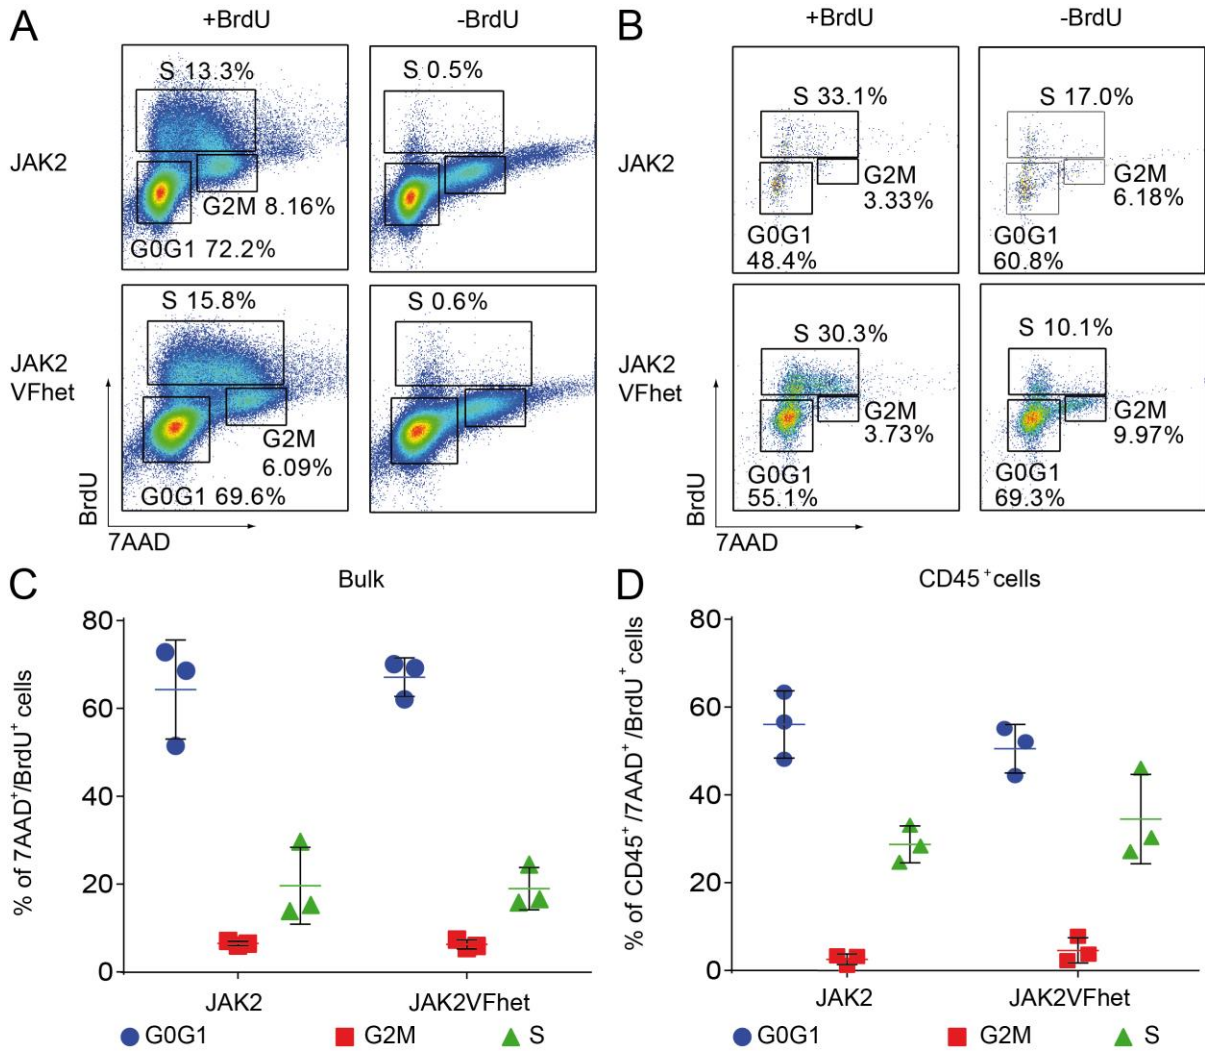 A
+BrdU
-BrdU
JAK2
S 13.3%
G2M 8.16%
G0G1 72.2%
S 0.5%
JAK2
VFhet
S 15.8%
G2M
6.09%
G0G1 69.6%
S 0.6%
BrdU
7AAD
B
+BrdU
-BrdU
JAK2
S 33.1%
G2M
3.33%
G0G1
48.4%
S 17.0%
G2M
6.18%
G0G1
60.8%
JAK2
VFhet
S 30.3%
G2M
3.73%
G0G1
55.1%
S 10.1%
G2M
9.97%
G0G1
69.3%
BrdU
7AAD
C
Bulk
% of 7AAD⁺/BrdU⁺ cells
80
60
40
20
0
JAK2
JAK2VFhet
G0G1
G2M
S
D
CD45⁺cells
% of CD45⁺/7AAD⁺/BrdU⁺ cells
80
60
40
20
0
JAK2
JAK2VFhet
G0G1
G2M
S